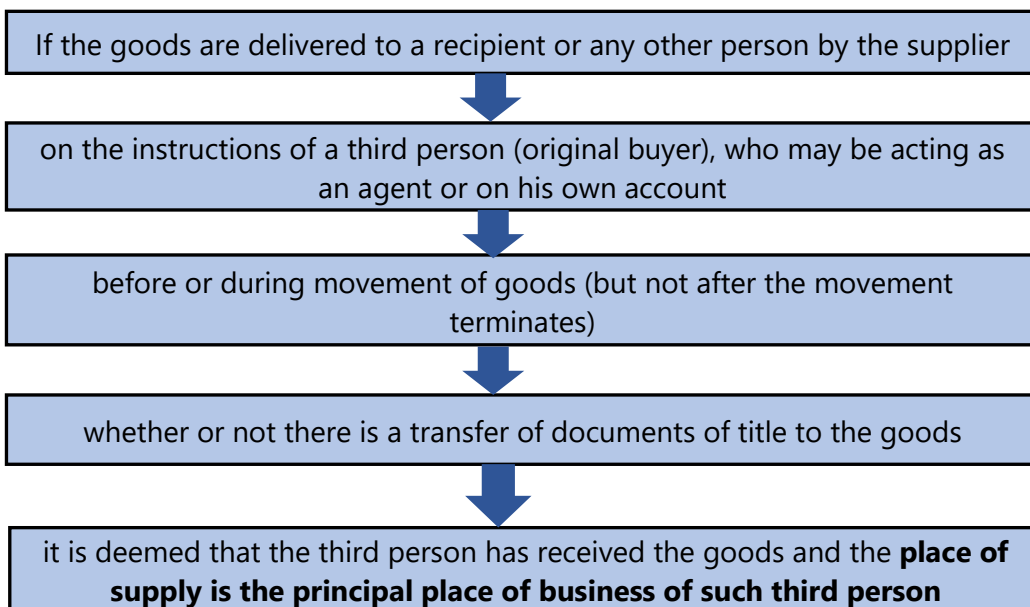 If the goods are delivered to a recipient or any other person by the supplier
on the instructions of a third person (original buyer), who may be acting as
an agent or on his own account
before or during movement of goods (but not after the movement
terminates)
whether or not there is a transfer of documents of title to the goods
it is deemed that the third person has received the goods and the place of
supply is the principal place of business of such third person